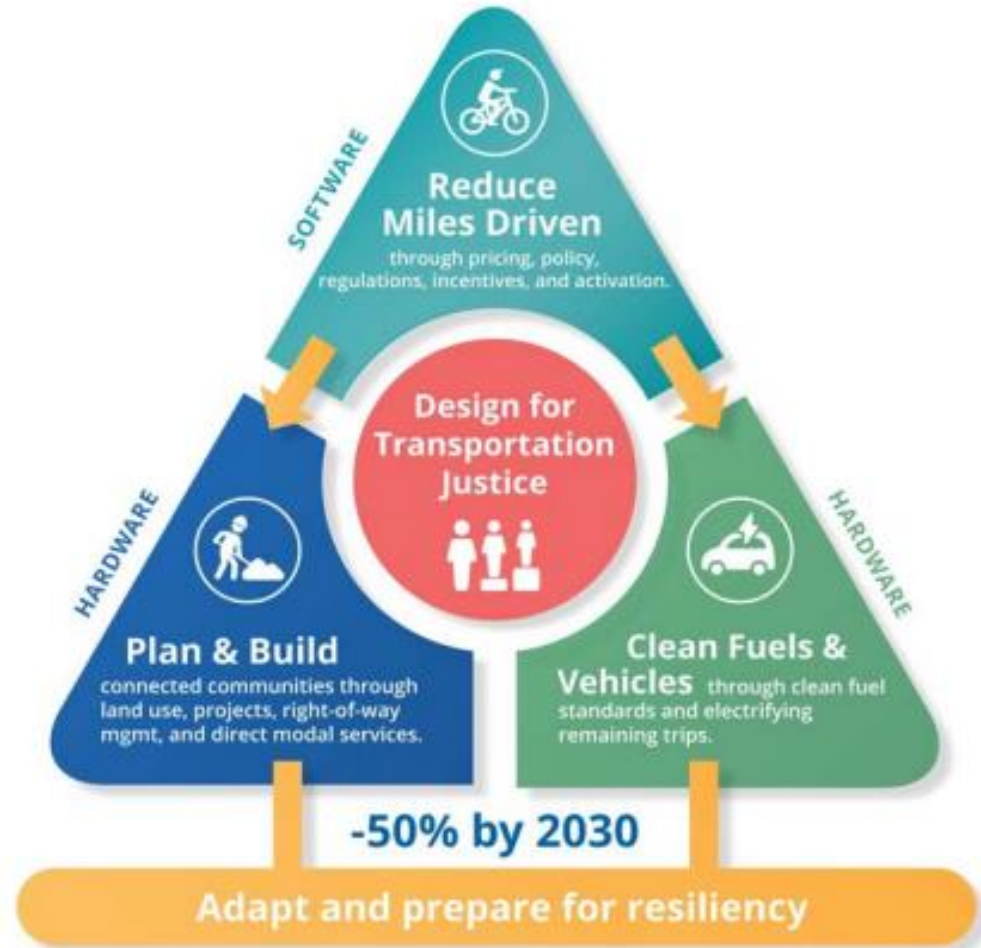 SOFTWARE
Reduce
Miles Driven
through pricing, policy,
regulations, incentives, and activation.
Design for
Transportation
Justice
HARDWARE
Plan & Build
connected communities through
land use, projects, right-of-way
mgmt, and direct modal services.
HARDWARE
Clean Fuels &
Vehicles through clean fuel
standards and electrifying
remaining trips.
-50% by 2030
Adapt and prepare for resiliency